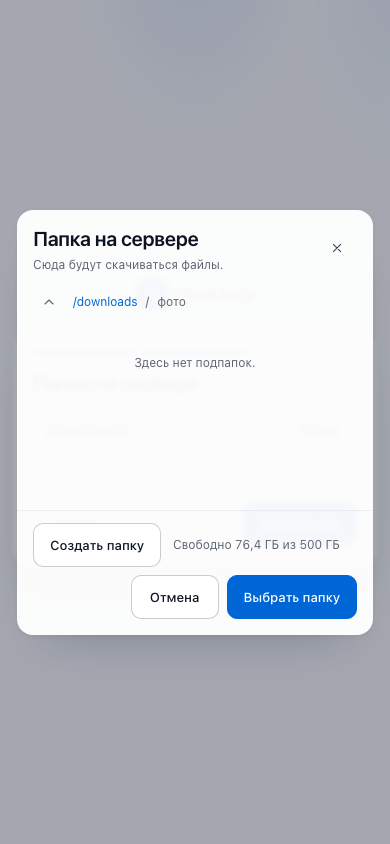 Папка на сервере
Сюда будут скачиваться файлы.
/downloads / фото
Здесь нет подпапок.
Создать папку
Свободно 76,4 ГБ из 500 ГБ
Отмена
Выбрать папку